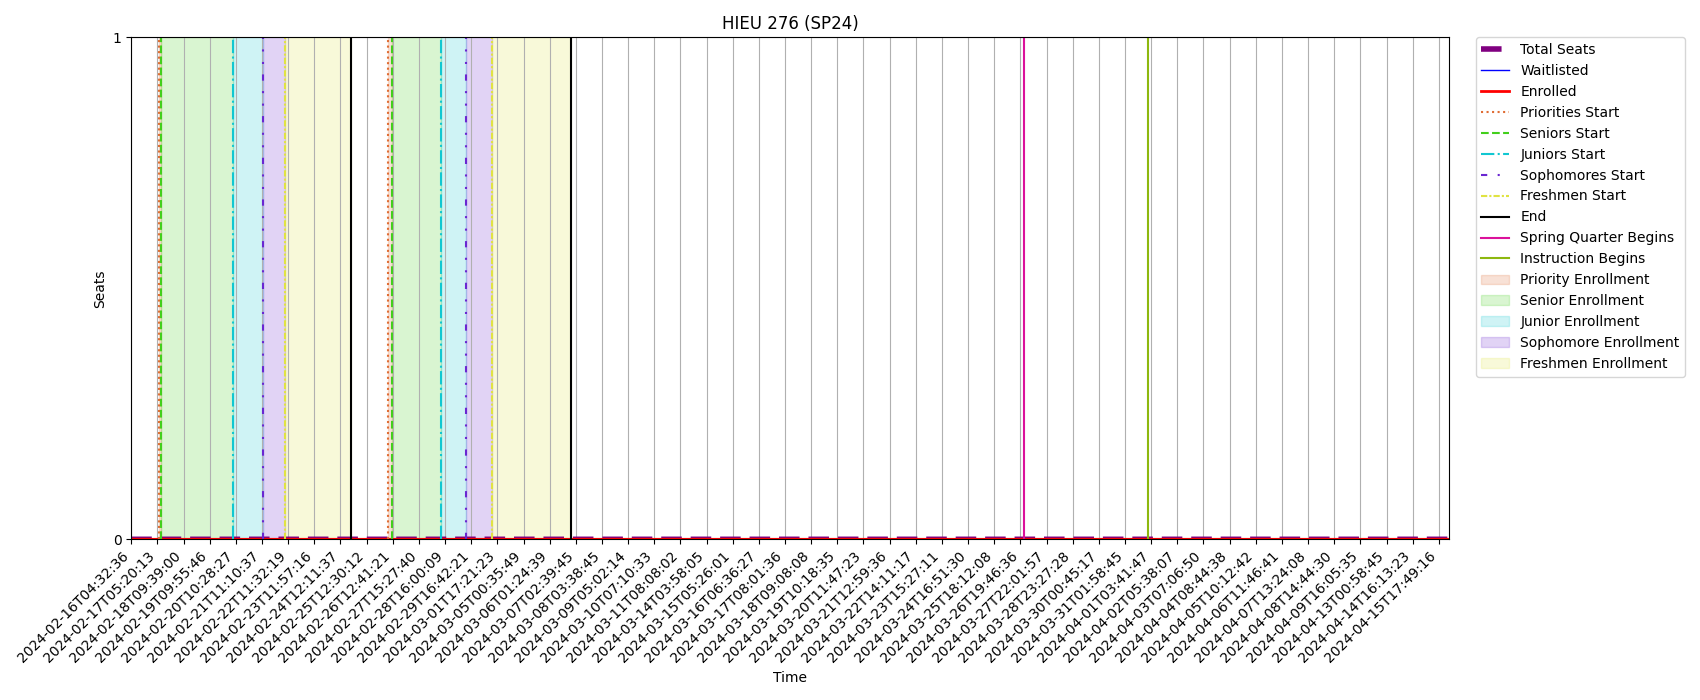 HIEU 276 (SP24)
1
0
Seats
2024-02-16T04:32:36
2024-02-17T05:20:13
2024-02-18T09:39:00
2024-02-19T09:55:46
2024-02-20T10:28:27
2024-02-21T11:10:37
2024-02-22T11:32:19
2024-02-23T11:57:16
2024-02-24T12:11:37
2024-02-25T12:30:12
2024-02-26T12:41:21
2024-02-27T15:27:40
2024-02-28T16:00:09
2024-02-29T16:42:21
2024-03-01T17:21:23
2024-03-05T00:35:49
2024-03-06T01:24:39
2024-03-07T02:39:45
2024-03-08T03:38:45
2024-03-09T05:02:14
2024-03-10T07:10:33
2024-03-11T08:08:02
2024-03-14T03:58:05
2024-03-15T05:26:01
2024-03-16T06:36:27
2024-03-17T08:01:36
2024-03-18T09:08:08
2024-03-19T10:18:35
2024-03-20T11:47:23
2024-03-21T12:59:36
2024-03-22T14:11:17
2024-03-23T15:27:11
2024-03-24T16:51:30
2024-03-25T18:12:08
2024-03-26T19:46:36
2024-03-27T22:01:57
2024-03-28T23:27:28
2024-03-30T00:45:17
2024-03-31T01:58:45
2024-04-01T03:41:47
2024-04-02T05:38:07
2024-04-03T07:06:50
2024-04-04T08:44:38
2024-04-05T10:12:42
2024-04-06T11:46:41
2024-04-07T13:24:08
2024-04-08T14:44:30
2024-04-09T16:05:35
2024-04-13T00:58:45
2024-04-14T16:13:23
2024-04-15T17:49:16
Time
Total Seats
Waitlisted
Enrolled
Priorities Start
Seniors Start
Juniors Start
Sophomores Start
Freshmen Start
End
Spring Quarter Begins
Instruction Begins
Priority Enrollment
Senior Enrollment
Junior Enrollment
Sophomore Enrollment
Freshmen Enrollment